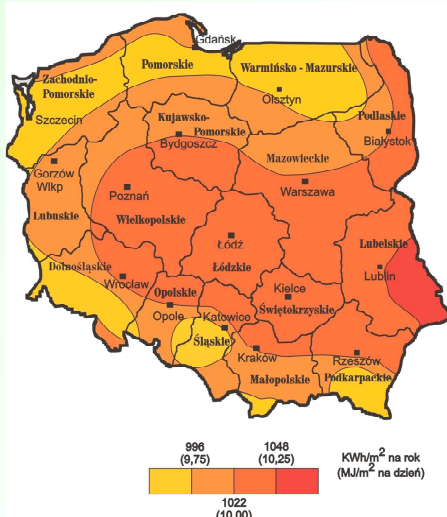 Gdańsk
Zachodnio-
Pomorskie
Pomorskie
Warmińsko - Mazurskie
Olsztyn
Szczecin
Kujawsko-
Pomorskie
Podlaskie
Białystok
Bydgoszcz
Gorzów
Wlkp
Mazowieckie
Poznań
Warszawa
Lubuskie
Wielkopolskie
Łódź
Łódzkie
Lubelskie
Lublin
Dolnośląskie
Wrocław
Opolskie
Opole
Kielce
Świętokrzyskie
Katowice
Śląskie
Kraków
Małopolskie
Rzeszów
Podkarpackie
996
(9,75)
1048
(10,25)
KWh/m² na rok
(MJ/m² na dzień)
1022
(10,00)